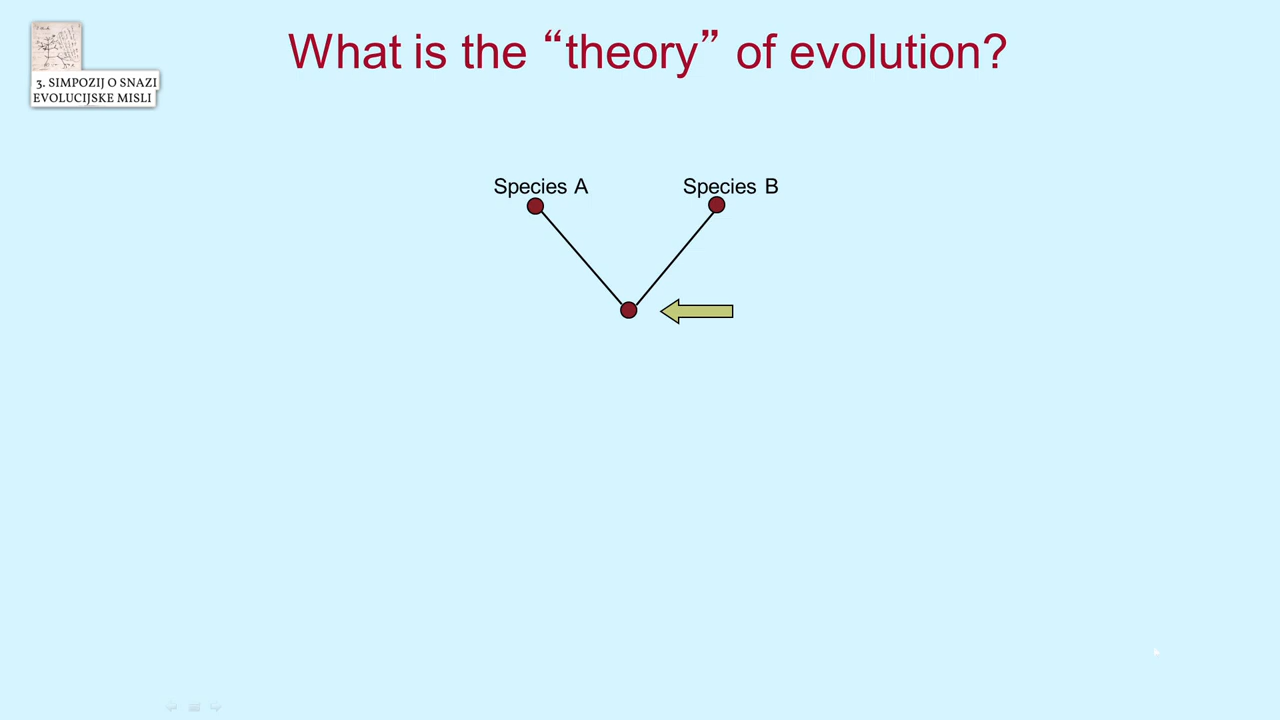 What is the “theory” of evolution?
3. SIMPOZIJ O SNAZI
EVOLUCIJSKE MISLI
Species A
Species B